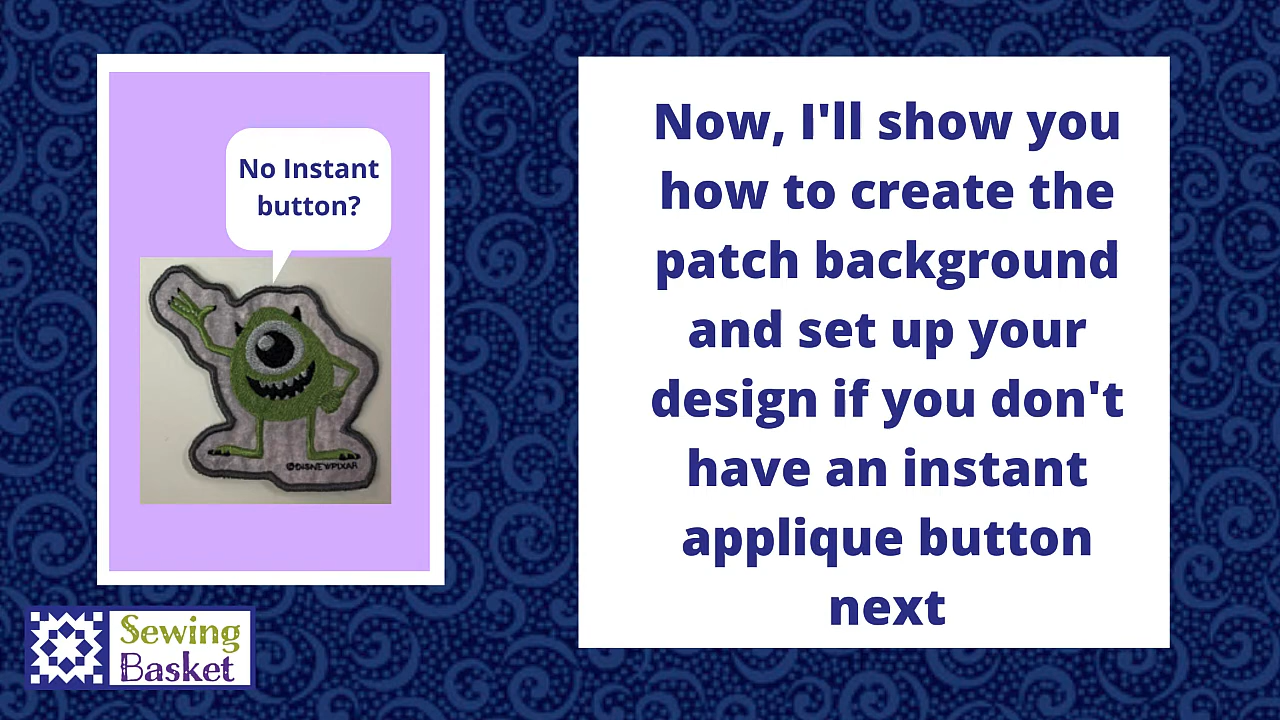 No Instant
button?
©DISNEY/PIXAR
Now, I'll show you
how to create the
patch background
and set up your
design if you don't
have an instant
applique button
next
Sewing
Basket